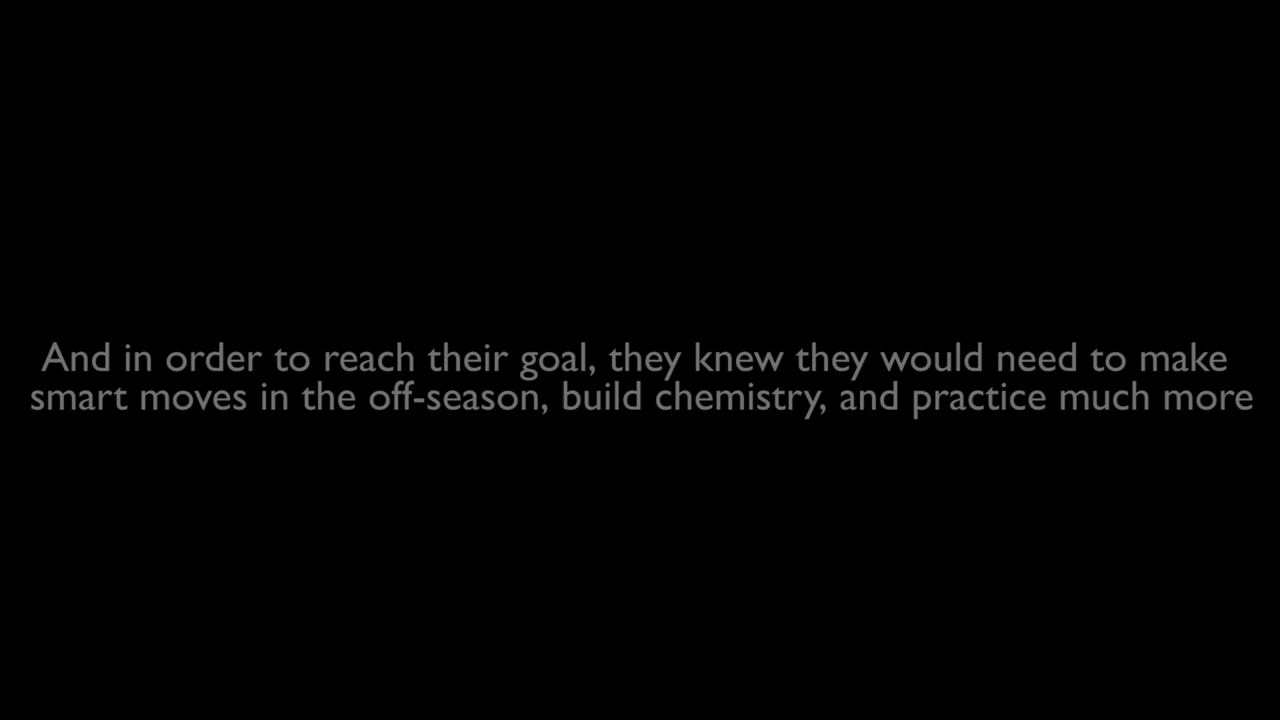 And in order to reach their goal, they knew they would need to make
smart moves in the off-season, build chemistry, and practice much more